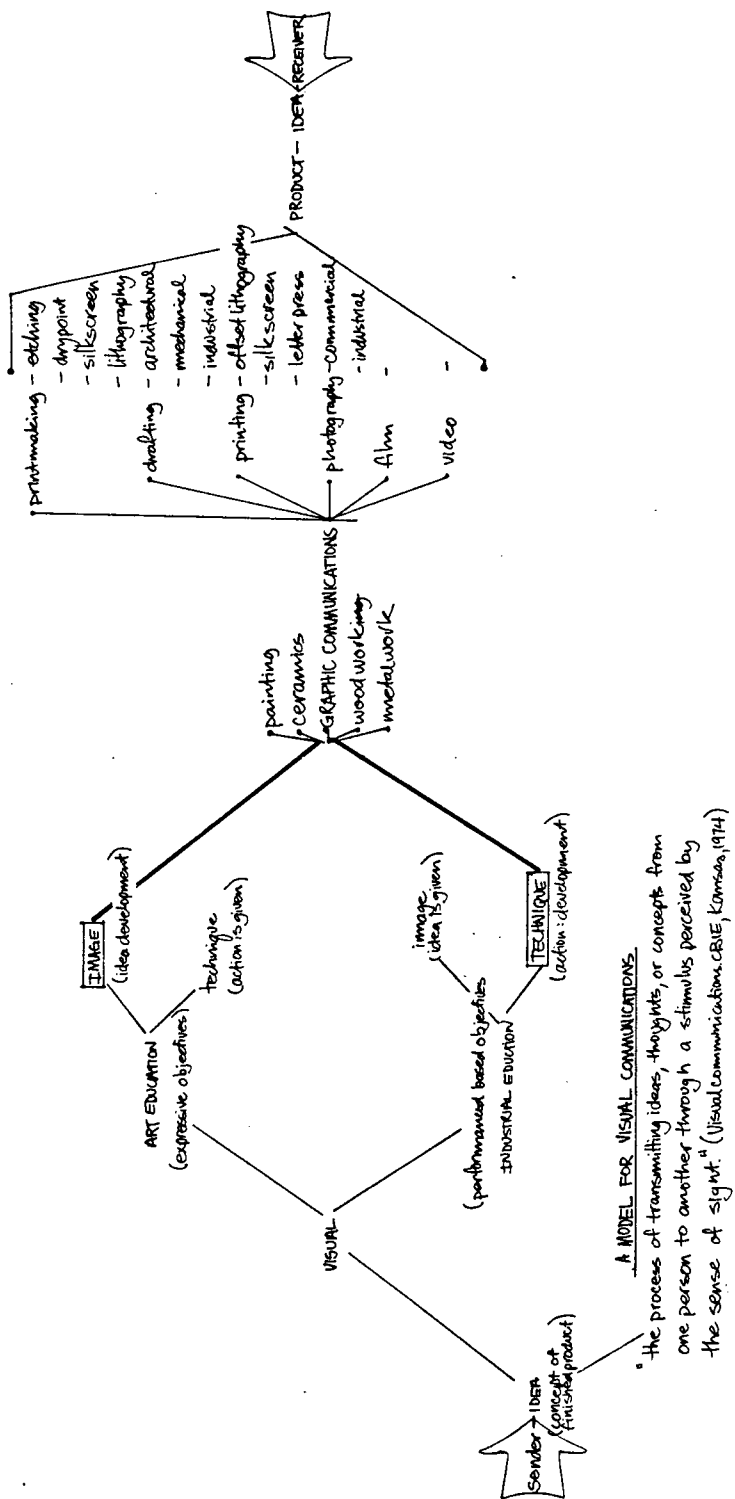 Sender - IDEA
(concept of
finished product)
VISUAL
ART EDUCATION
(expressive objectives)
IMAGE
(idea development)
technique
(action is given)
(performanced based objectives
INDUSTRIAL EDUCATION
image
(idea is given)
TECHNIQUE
(action: development)
painting
ceramics
GRAPHIC COMMUNICATIONS
wood working
metalwork
printmaking - etching
- drypoint
- silkscreen
- lithography
drafting - architectural
- mechanical
- industrial
printing - offset lithography
- silkscreen
- letter press
photography - commercial
- industrial
film -
video -
PRODUCT - IDEA - RECEIVER
A MODEL FOR VISUAL COMMUNICATIONS
"the process of transmitting ideas, thoughts, or concepts from
one person to another through a stimulus perceived by
the sense of sight." (Visual communications. CBIE, Kansas, 1974)